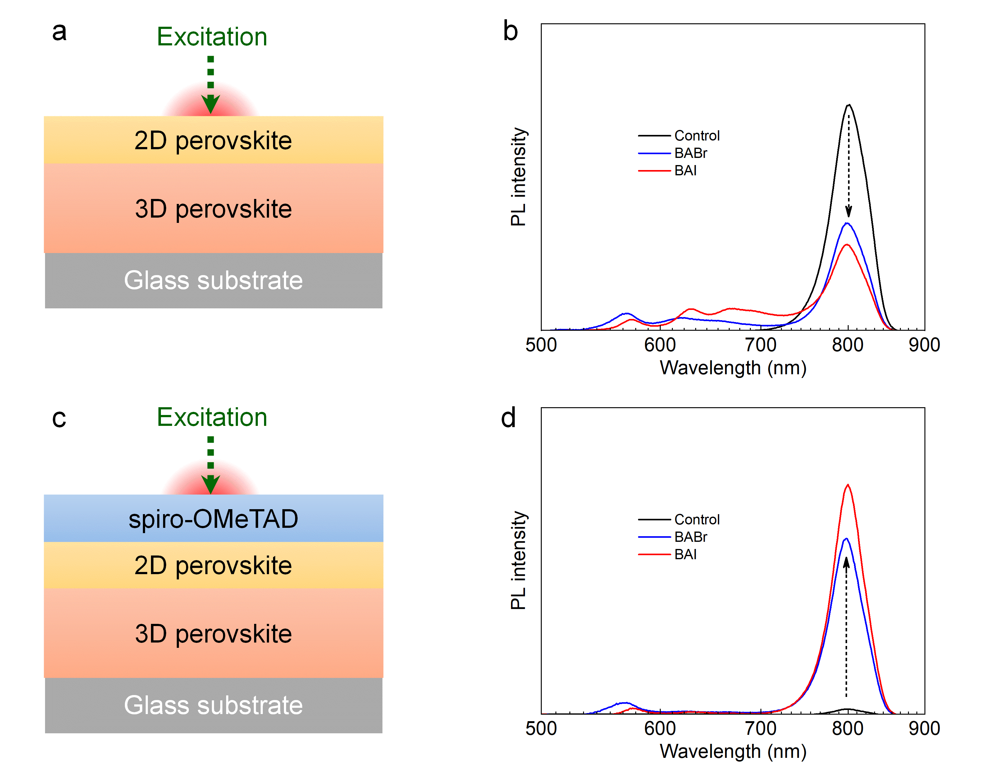 a
Excitation
2D perovskite
3D perovskite
Glass substrate
b
PL intensity
Control
BABr
BAI
500 600 700 800 900
Wavelength (nm)
c
Excitation
spiro-OMeTAD
2D perovskite
3D perovskite
Glass substrate
d
PL intensity
Control
BABr
BAI
500 600 700 800 900
Wavelength (nm)